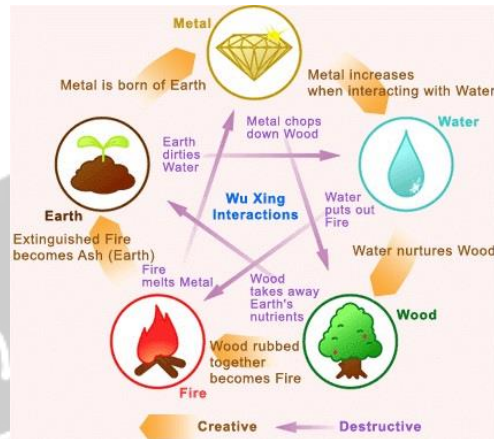 Metal
Metal is born of Earth
Metal increases
when interacting with Water
Metal chops
down Wood
Water
Earth
dirties
Water
Wu Xing
Interactions
Water
puts out
Fire
Earth
Extinguished Fire
becomes Ash (Earth)
Water nurtures Wood
Fire
melts Metal
Wood
takes away
Earth's
nutrients
Wood
Wood rubbed
together
becomes Fire
Fire
Creative
Destructive